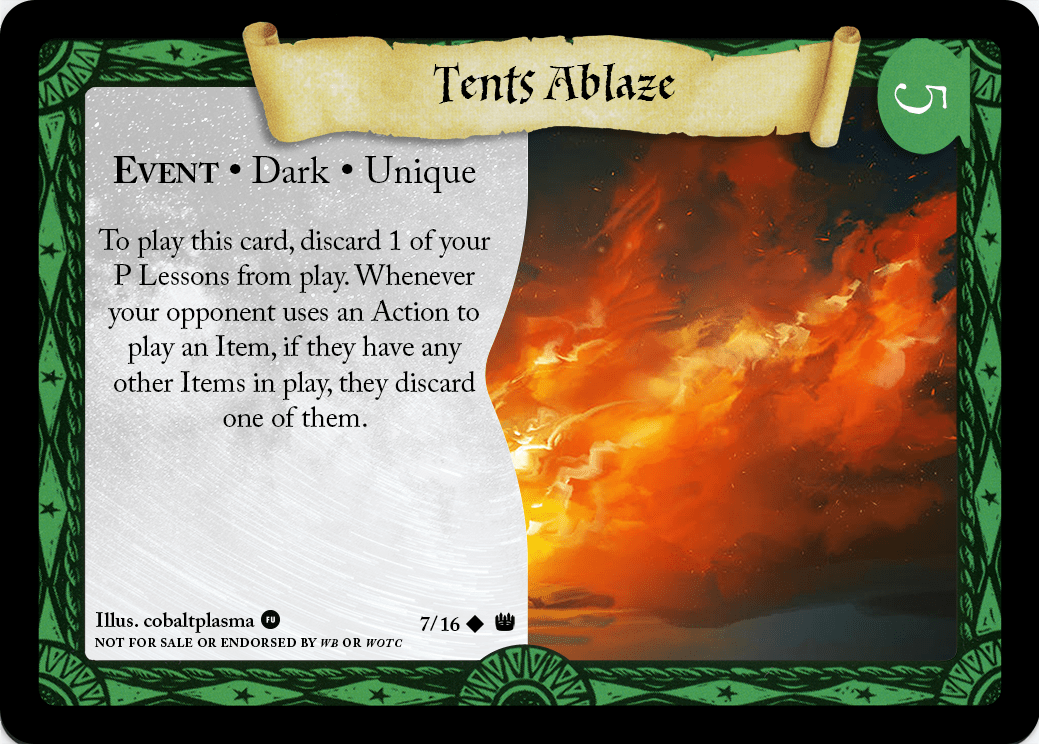 Tents Ablaze
5
EVENT • Dark • Unique
To play this card, discard 1 of your
P Lessons from play. Whenever
your opponent uses an Action to
play an Item, if they have any
other Items in play, they discard
one of them.
Illus. cobaltplasma FU
7/16
NOT FOR SALE OR ENDORSED BY WB OR WOTC